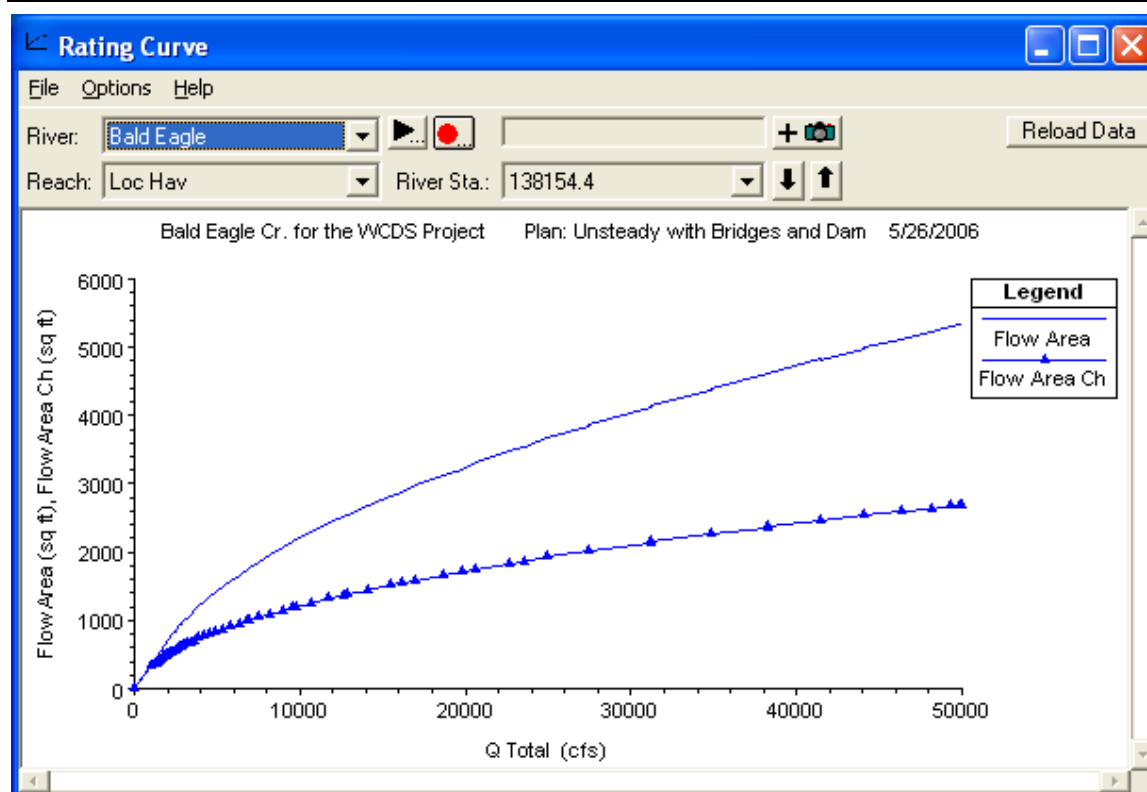 Rating Curve
File Options Help
River: Bald Eagle Reload Data
Reach: Loc Hav River Sta.: 138154.4
Bald Eagle Cr. for the WCDS Project Plan: Unsteady with Bridges and Dam 5/26/2006
Flow Area (sq ft), Flow Area Ch (sq ft)
6000
5000
4000
3000
2000
1000
0
0 10000 20000 30000 40000 50000
Q Total (cfs)
Legend
Flow Area
Flow Area Ch